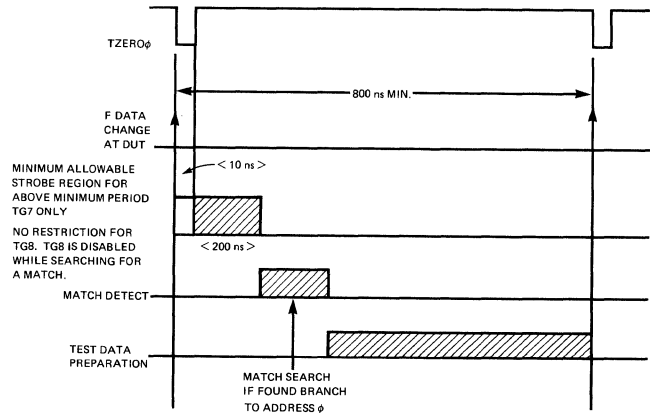 TZEROφ
800 ns MIN.
F DATA
CHANGE
AT DUT
< 10 ns >
MINIMUM ALLOWABLE
STROBE REGION FOR
ABOVE MINIMUM PERIOD
TG7 ONLY
NO RESTRICTION FOR
TG8. TG8 IS DISABLED
WHILE SEARCHING FOR
A MATCH.
< 200 ns >
MATCH DETECT
TEST DATA
PREPARATION
MATCH SEARCH
IF FOUND BRANCH
TO ADDRESS φ